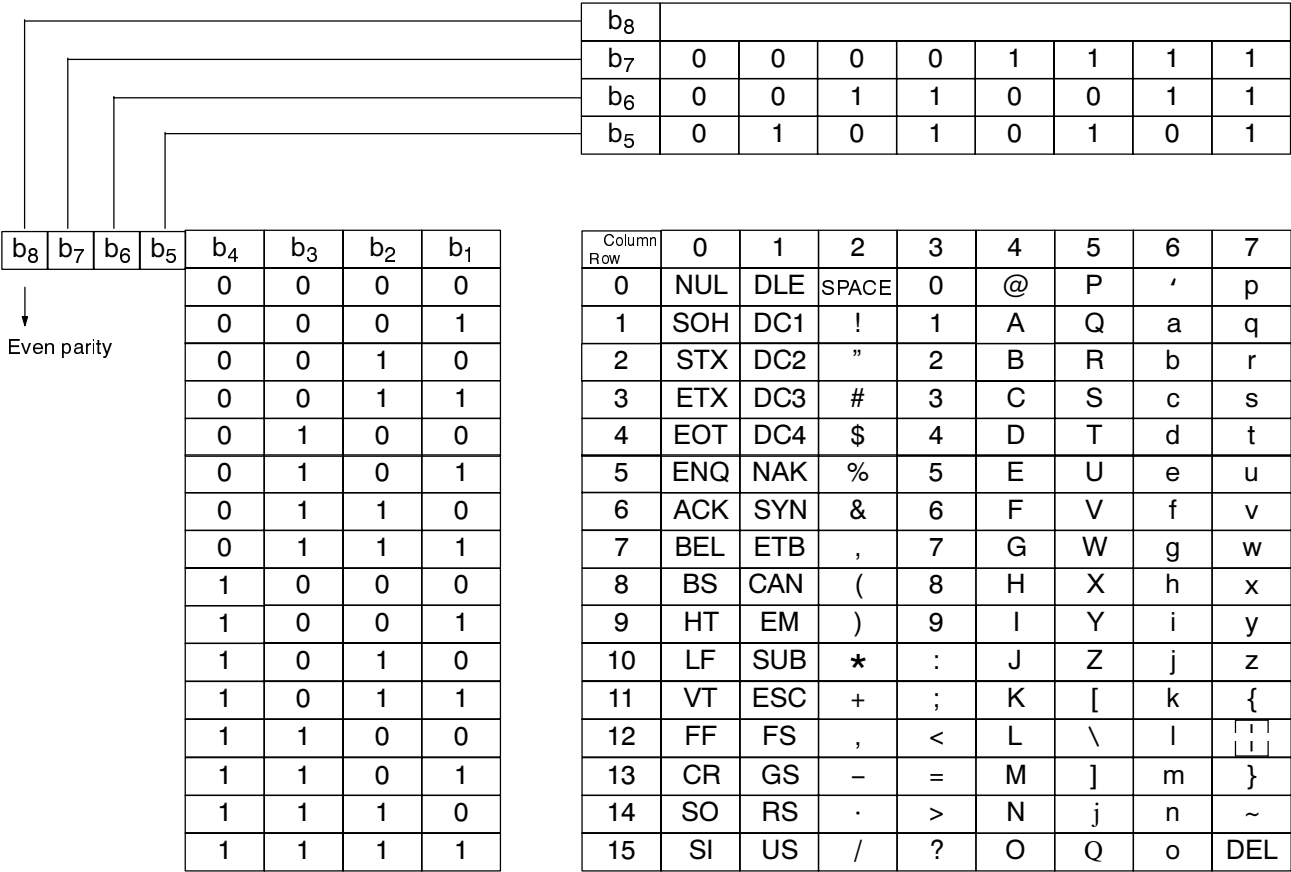 b8
b7 0 0 0 0 1 1 1 1
b6 0 0 1 1 0 0 1 1
b5 0 1 0 1 0 1 0 1
b8 b7 b6 b5 b4 b3 b2 b1 Column Row 0 1 2 3 4 5 6 7
0 0 0 0 0 NUL DLE SPACE 0 @ P ‘ p
0 0 0 1 1 SOH DC1 ! 1 A Q a q
Even parity
0 0 1 0 2 STX DC2 ” 2 B R b r
0 0 1 1 3 ETX DC3 # 3 C S c s
0 1 0 0 4 EOT DC4 $ 4 D T d t
0 1 0 1 5 ENQ NAK % 5 E U e u
0 1 1 0 6 ACK SYN & 6 F V f v
0 1 1 1 7 BEL ETB , 7 G W g w
1 0 0 0 8 BS CAN ( 8 H X h x
1 0 0 1 9 HT EM ) 9 I Y i y
1 0 1 0 10 LF SUB * : J Z j z
1 0 1 1 11 VT ESC + ; K [ k {
1 1 0 0 12 FF FS , < L \ l ¦
1 1 0 1 13 CR GS – = M ] m }
1 1 1 0 14 SO RS · > N j n ~
1 1 1 1 15 SI US / ? O Q o DEL